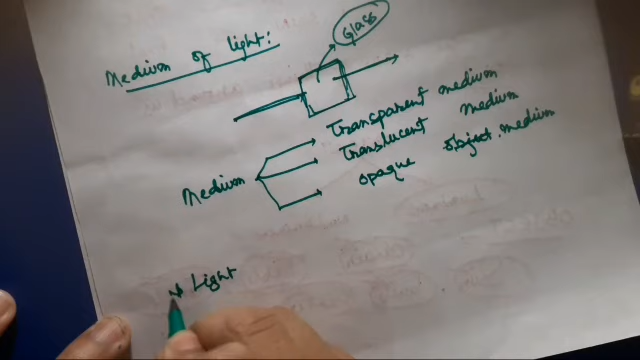 Medium of light:
Glass
Transparent medium
Translucent Medium
Medium
opaque object.medium
Light